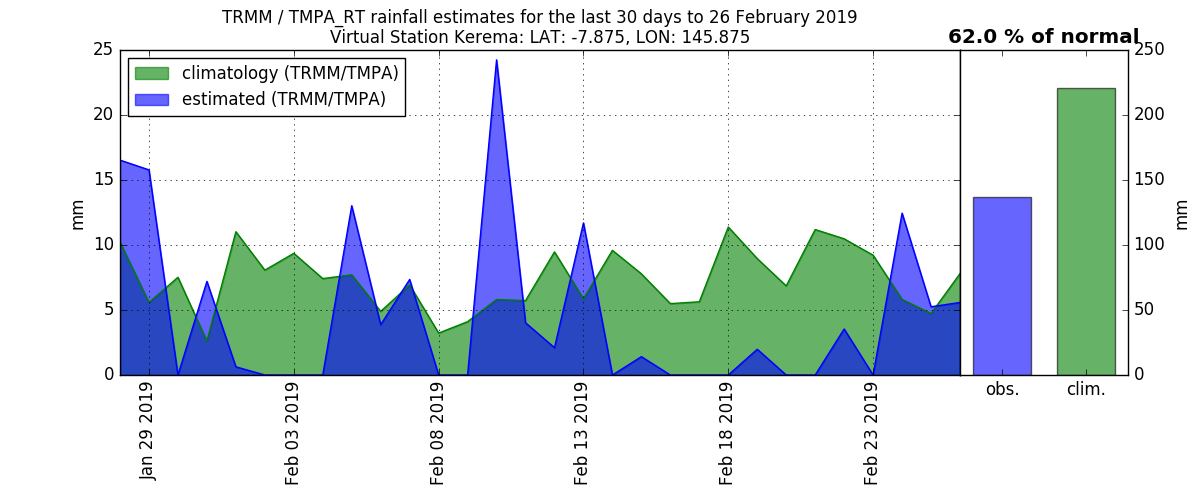 TRMM / TMPA_RT rainfall estimates for the last 30 days to 26 February 2019
Virtual Station Kerema: LAT: -7.875, LON: 145.875
62.0 % of normal
climatology (TRMM/TMPA)
estimated (TRMM/TMPA)
25
20
15
10
5
0
mm
Jan 29 2019
Feb 03 2019
Feb 08 2019
Feb 13 2019
Feb 18 2019
Feb 23 2019
obs.
clim.
250
200
150
100
50
0
mm